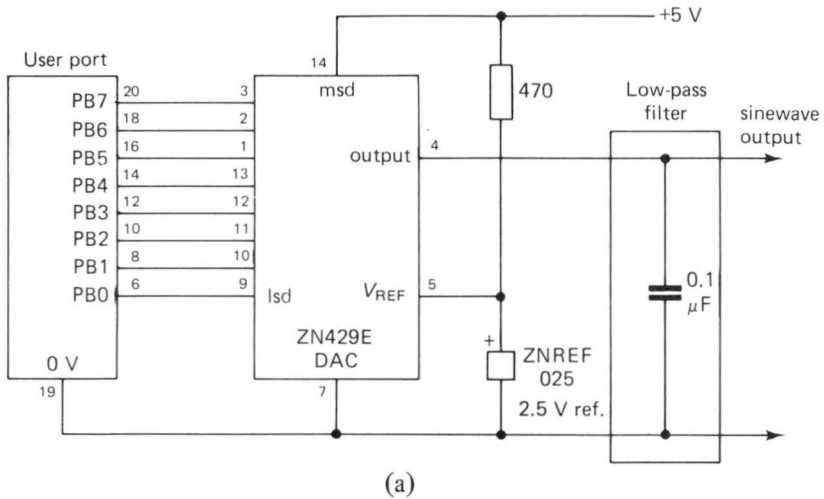 +5 V
User port
14
msd
470
Low-pass
filter
sinewave
output
PB7 20 3
PB6 18 2
PB5 16 1
output 4
PB4 14 13
PB3 12 12
PB2 10 11
PB1 8 10
PB0 6 9 lsd
VREF 5
0.1
µF
ZN429E
DAC
+
ZNREF
025
2.5 V ref.
0 V
19
7
(a)